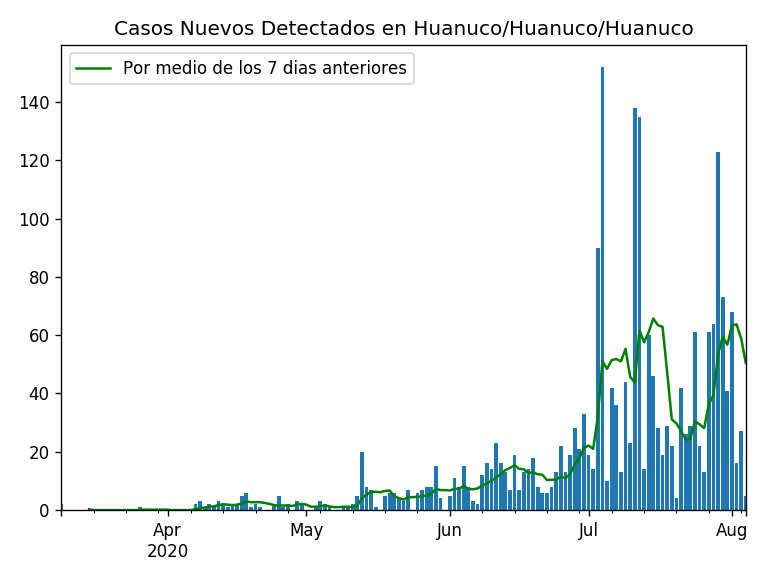 Casos Nuevos Detectados en Huanuco/Huanuco/Huanuco
Por medio de los 7 dias anteriores
140
120
100
80
60
40
20
0
Apr
2020
May
Jun
Jul
Aug